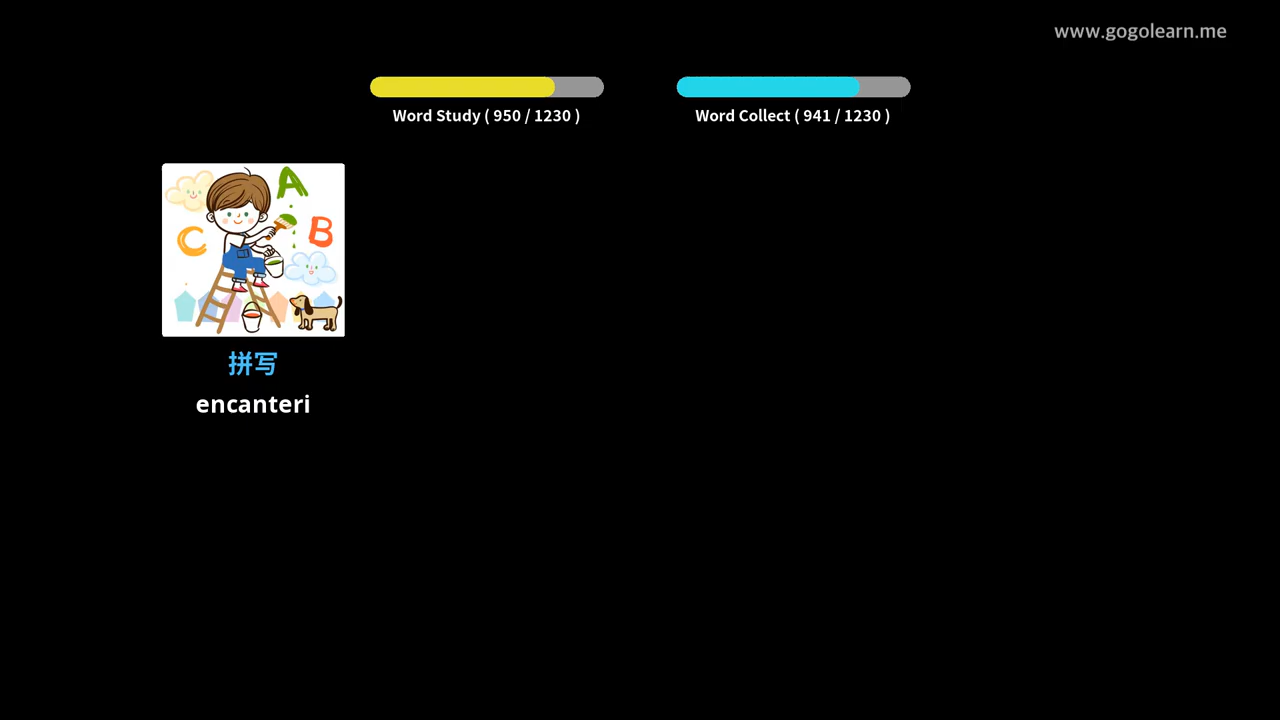 www.gogolearn.me
Word Study ( 950 / 1230 )
Word Collect ( 941 / 1230 )
A
B
C
拼写
encanteri